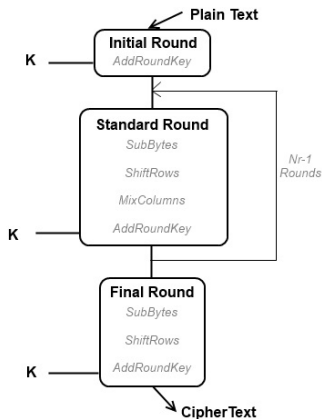 Plain Text
Initial Round
K
AddRoundKey
Standard Round
SubBytes
ShiftRows
MixColumns
AddRoundKey
K
Nr-1
Rounds
Final Round
SubBytes
ShiftRows
AddRoundKey
K
CipherText